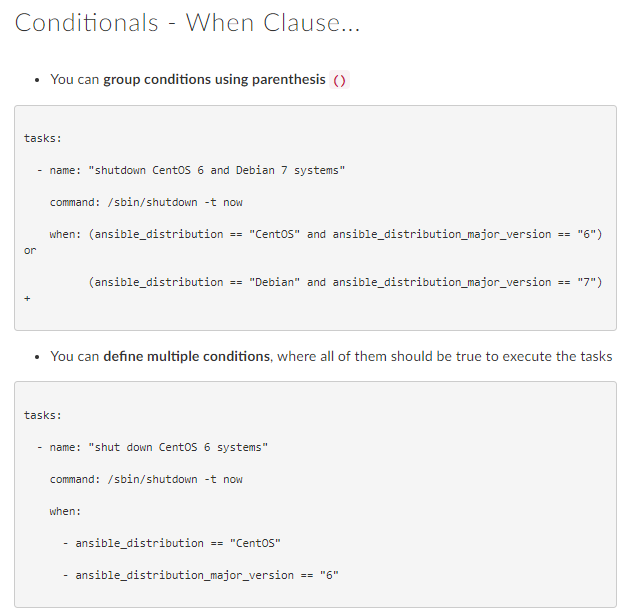 Conditionals - When Clause...
• You can group conditions using parenthesis ()
tasks:
  - name: "shutdown CentOS 6 and Debian 7 systems"
    command: /sbin/shutdown -t now
    when: (ansible_distribution == "CentOS" and ansible_distribution_major_version == "6")
or
          (ansible_distribution == "Debian" and ansible_distribution_major_version == "7")
+
• You can define multiple conditions, where all of them should be true to execute the tasks
tasks:
  - name: "shut down CentOS 6 systems"
    command: /sbin/shutdown -t now
    when:
      - ansible_distribution == "CentOS"
      - ansible_distribution_major_version == "6"